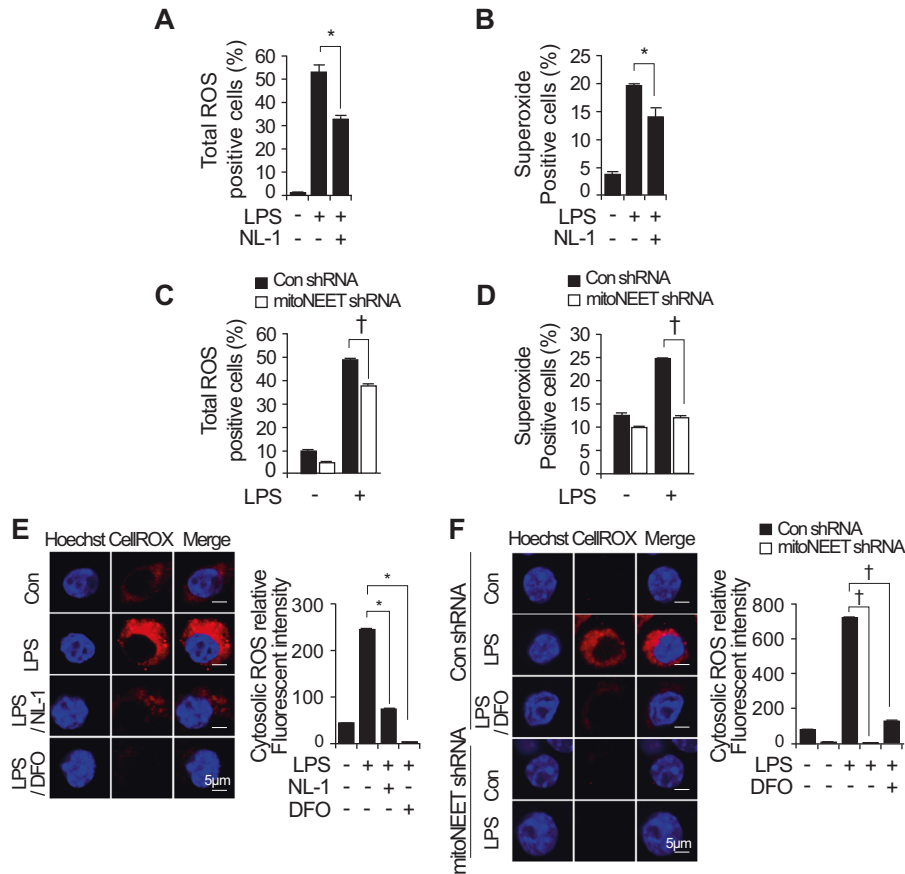 A
Total ROS
positive cells (%)
60
50
40
30
20
10
0
*
LPS - + +
NL-1 - - +
B
Superoxide
Positive cells (%)
25
20
15
10
5
0
*
LPS - + +
NL-1 - - +
C
Con shRNA
mitoNEET shRNA
Total ROS
positive cells (%)
60
50
40
30
20
10
0
†
LPS - +
D
Con shRNA
mitoNEET shRNA
Superoxide
Positive cells (%)
30
25
20
15
10
5
0
†
LPS - +
E
Hoechst CellROX Merge
Con
LPS
LPS
/ NL-1
LPS
/ DFO
5μm
Cytosolic ROS relative
Fluorescent intensity
300
200
100
0
*
*
LPS - + + +
NL-1 - - + -
DFO - - - +
F
Hoechst CellROX Merge
Con shRNA
Con
LPS
LPS
/ DFO
mitoNEET shRNA
Con
LPS
5μm
Con shRNA
mitoNEET shRNA
Cytosolic ROS relative
Fluorescent intensity
800
600
400
200
0
†
†
LPS - - + + +
DFO - - - - +